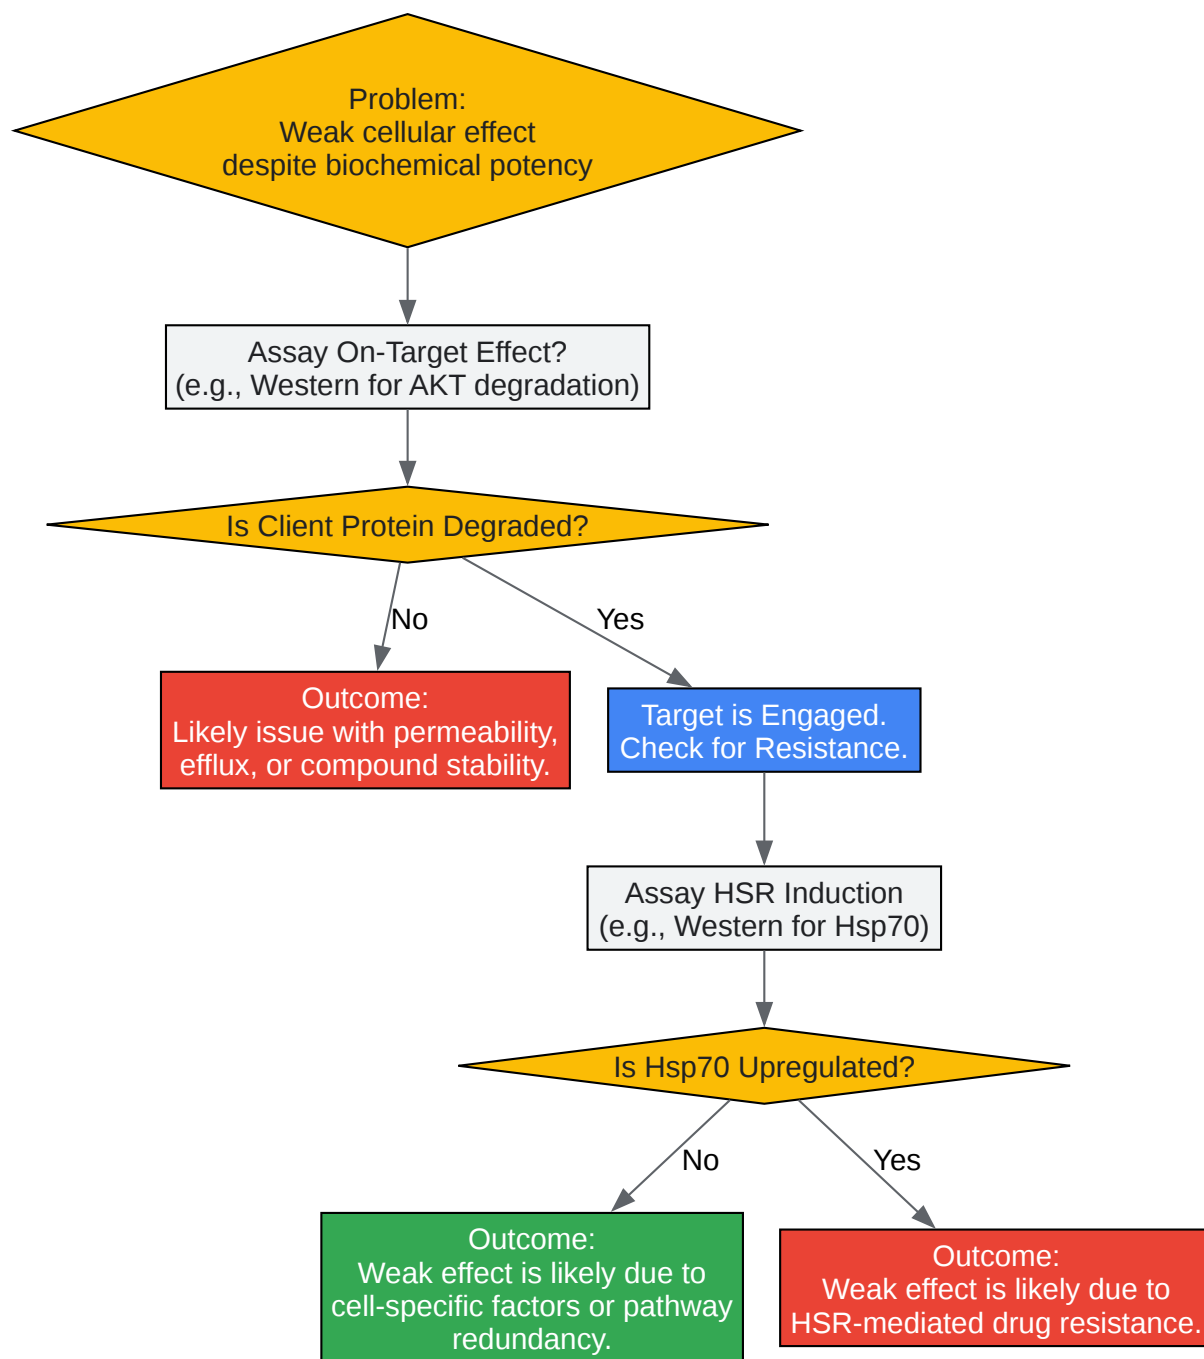 Problem:
Weak cellular effect
despite biochemical potency
Assay On-Target Effect?
(e.g., Western for AKT degradation)
Is Client Protein Degraded?
No
Yes
Outcome:
Likely issue with permeability,
efflux, or compound stability.
Target is Engaged.
Check for Resistance.
Assay HSR Induction
(e.g., Western for Hsp70)
Is Hsp70 Upregulated?
No
Yes
Outcome:
Weak effect is likely due to
cell-specific factors or pathway
redundancy.
Outcome:
Weak effect is likely due to
HSR-mediated drug resistance.